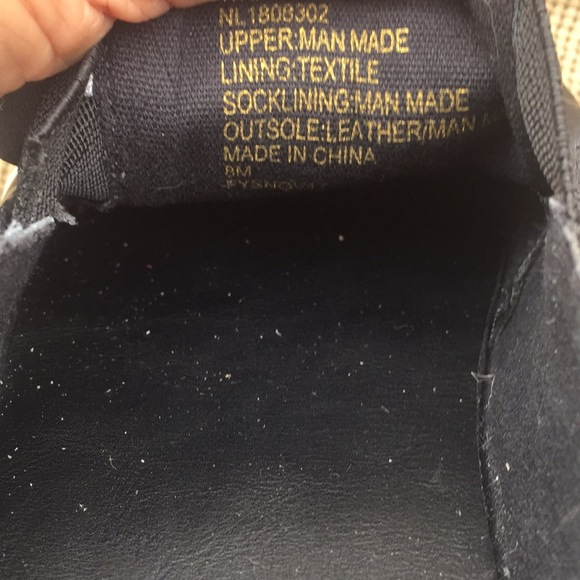 NL1808302
UPPER:MAN MADE
LINING:TEXTILE
SOCKLINING:MAN MADE
OUTSOLE:LEATHER/MAN
MADE IN CHINA
8M